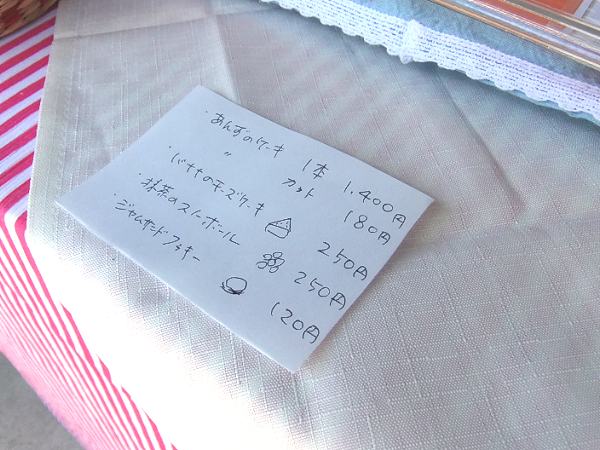 ・あんずのケーキ 1本 1,400円
〃 カット 180円
・バナナのチーズケーキ 250円
・抹茶のスノーボール 250円
・ジャムサンドクッキー 120円